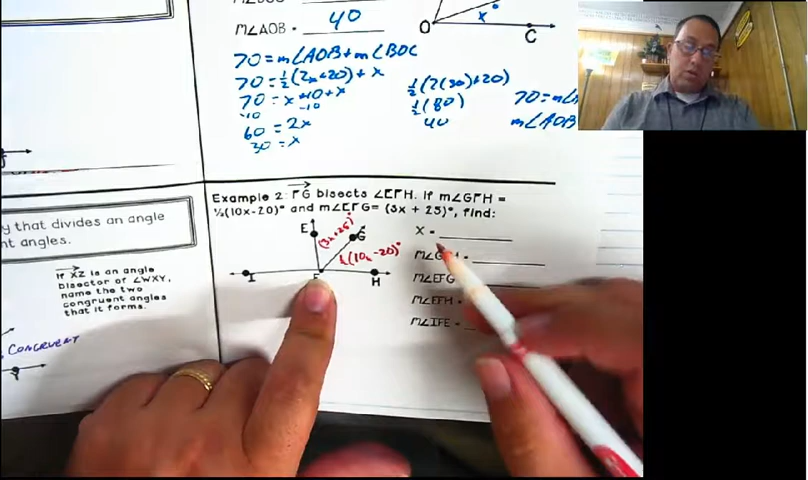 m∠AOB = 40
O
x°
C
70 = m∠AOB + m∠BOC
70 = ½(2x+20) + x
70 = x +10 + x
-10 -10
60 = 2x
30 = x
½(2(30)+20)
½(80)
40
70 = m∠
m∠AOB
y that divides an angle
nt angles.
If XZ is an angle
bisector of ∠WXY,
name the two
congruent angles
that it forms.
CONGRUENT
Example 2: FG bisects ∠EFH. If m∠GFH =
½(10x-20)° and m∠EFG= (3x + 25)°, find:
E
(3x+25)°
G
½(10x-20)°
I
H
x =
m∠G
m∠EFG
m∠EFH =
m∠IFE =